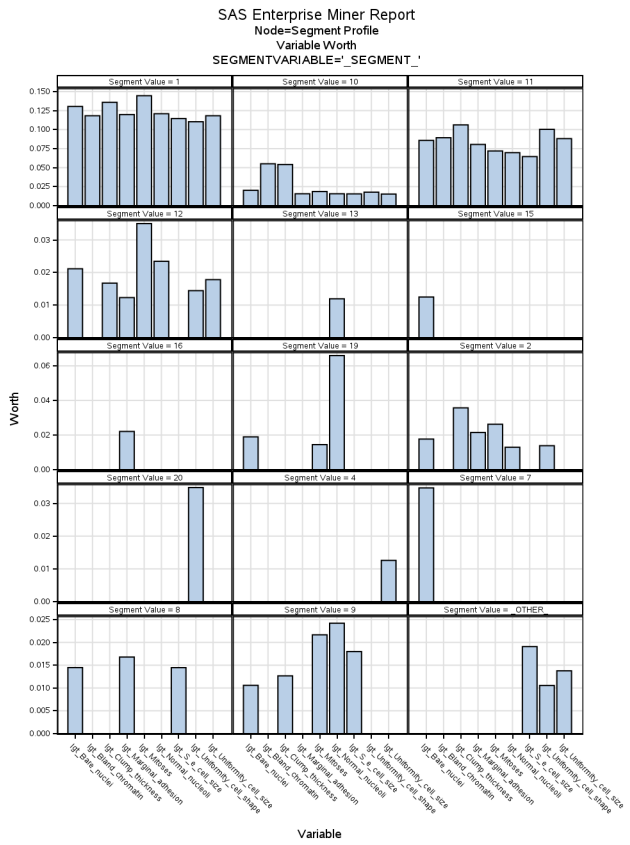 SAS Enterprise Miner Report
Node=Segment Profile
Variable Worth
SEGMENTVARIABLE='_SEGMENT_'
Segment Value = 1
Segment Value = 10
Segment Value = 11
0.150
0.125
0.100
0.075
0.050
0.025
0.000
Segment Value = 12
Segment Value = 13
Segment Value = 15
0.03
0.02
0.01
0.00
Segment Value = 16
Segment Value = 19
Segment Value = 2
0.06
0.04
0.02
0.00
Segment Value = 20
Segment Value = 4
Segment Value = 7
0.03
0.02
0.01
0.00
Segment Value = 8
Segment Value = 9
Segment Value = _OTHER_
0.025
0.020
0.015
0.010
0.005
0.000
Worth
lgt_Bare_nuclei
lgt_Bland_chromatin
lgt_Clump_thickness
lgt_Marginal_adhesion
lgt_Mitoses
lgt_Normal_nucleoli
lgt_S_e_cell_size
lgt_Uniformity_cell_shape
lgt_Uniformity_cell_size
lgt_Bare_nuclei
lgt_Bland_chromatin
lgt_Clump_thickness
lgt_Marginal_adhesion
lgt_Mitoses
lgt_Normal_nucleoli
lgt_S_e_cell_size
lgt_Uniformity_cell_shape
lgt_Uniformity_cell_size
lgt_Bare_nuclei
lgt_Bland_chromatin
lgt_Clump_thickness
lgt_Marginal_adhesion
lgt_Mitoses
lgt_Normal_nucleoli
lgt_S_e_cell_size
lgt_Uniformity_cell_shape
lgt_Uniformity_cell_size
Variable